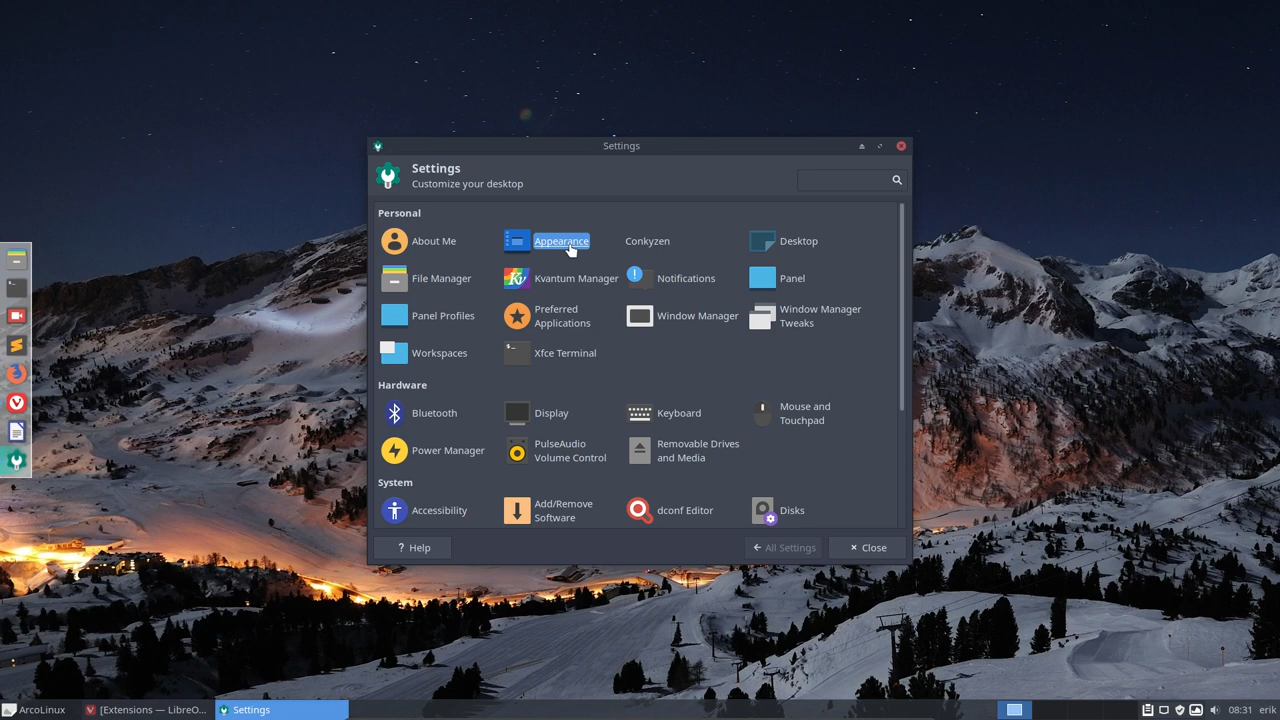 Settings
Settings
Customize your desktop
Personal
About Me
Appearance
Conkyzen
Desktop
File Manager
Kv
Kvantum Manager
!
Notifications
Panel
Panel Profiles
Preferred
Applications
Window Manager
Window Manager
Tweaks
Workspaces
Xfce Terminal
Hardware
Bluetooth
Display
Keyboard
Mouse and
Touchpad
Power Manager
PulseAudio
Volume Control
Removable Drives
and Media
System
Accessibility
Add/Remove
Software
dconf Editor
Disks
? Help
All Settings
Close
ArcoLinux
[Extensions — LibreO...
Settings
08:31
erik